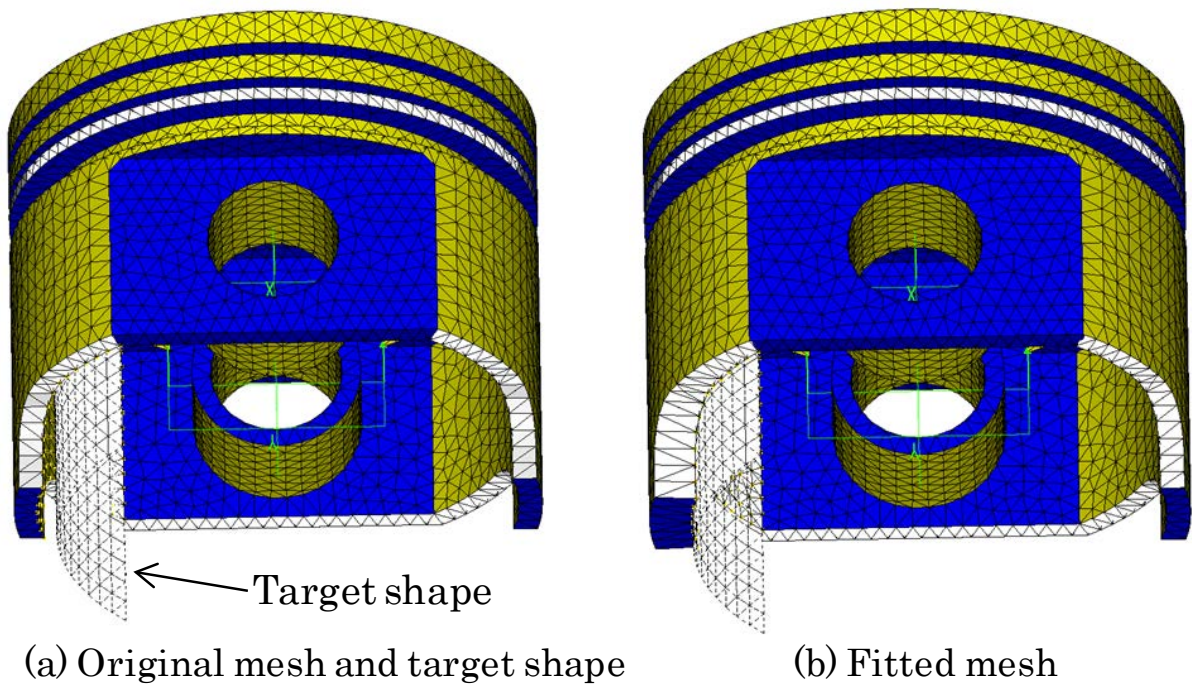 X
X
Target shape
(a) Original mesh and target shape
(b) Fitted mesh